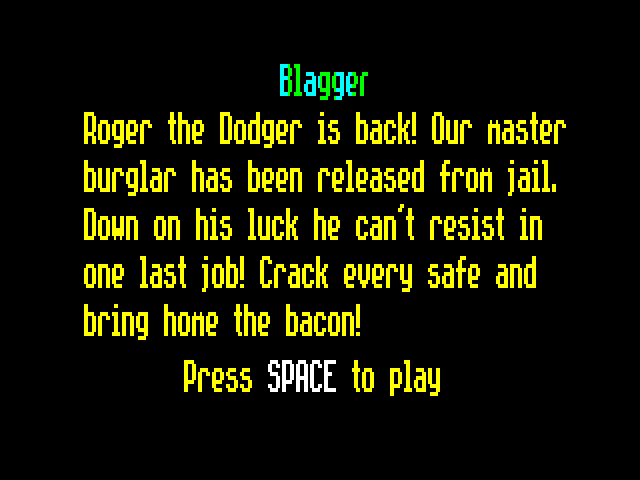 Blagger
Roger the Dodger is back! Our master
burglar has been released from jail.
Down on his luck he can't resist in
one last job! Crack every safe and
bring home the bacon!
Press SPACE to play